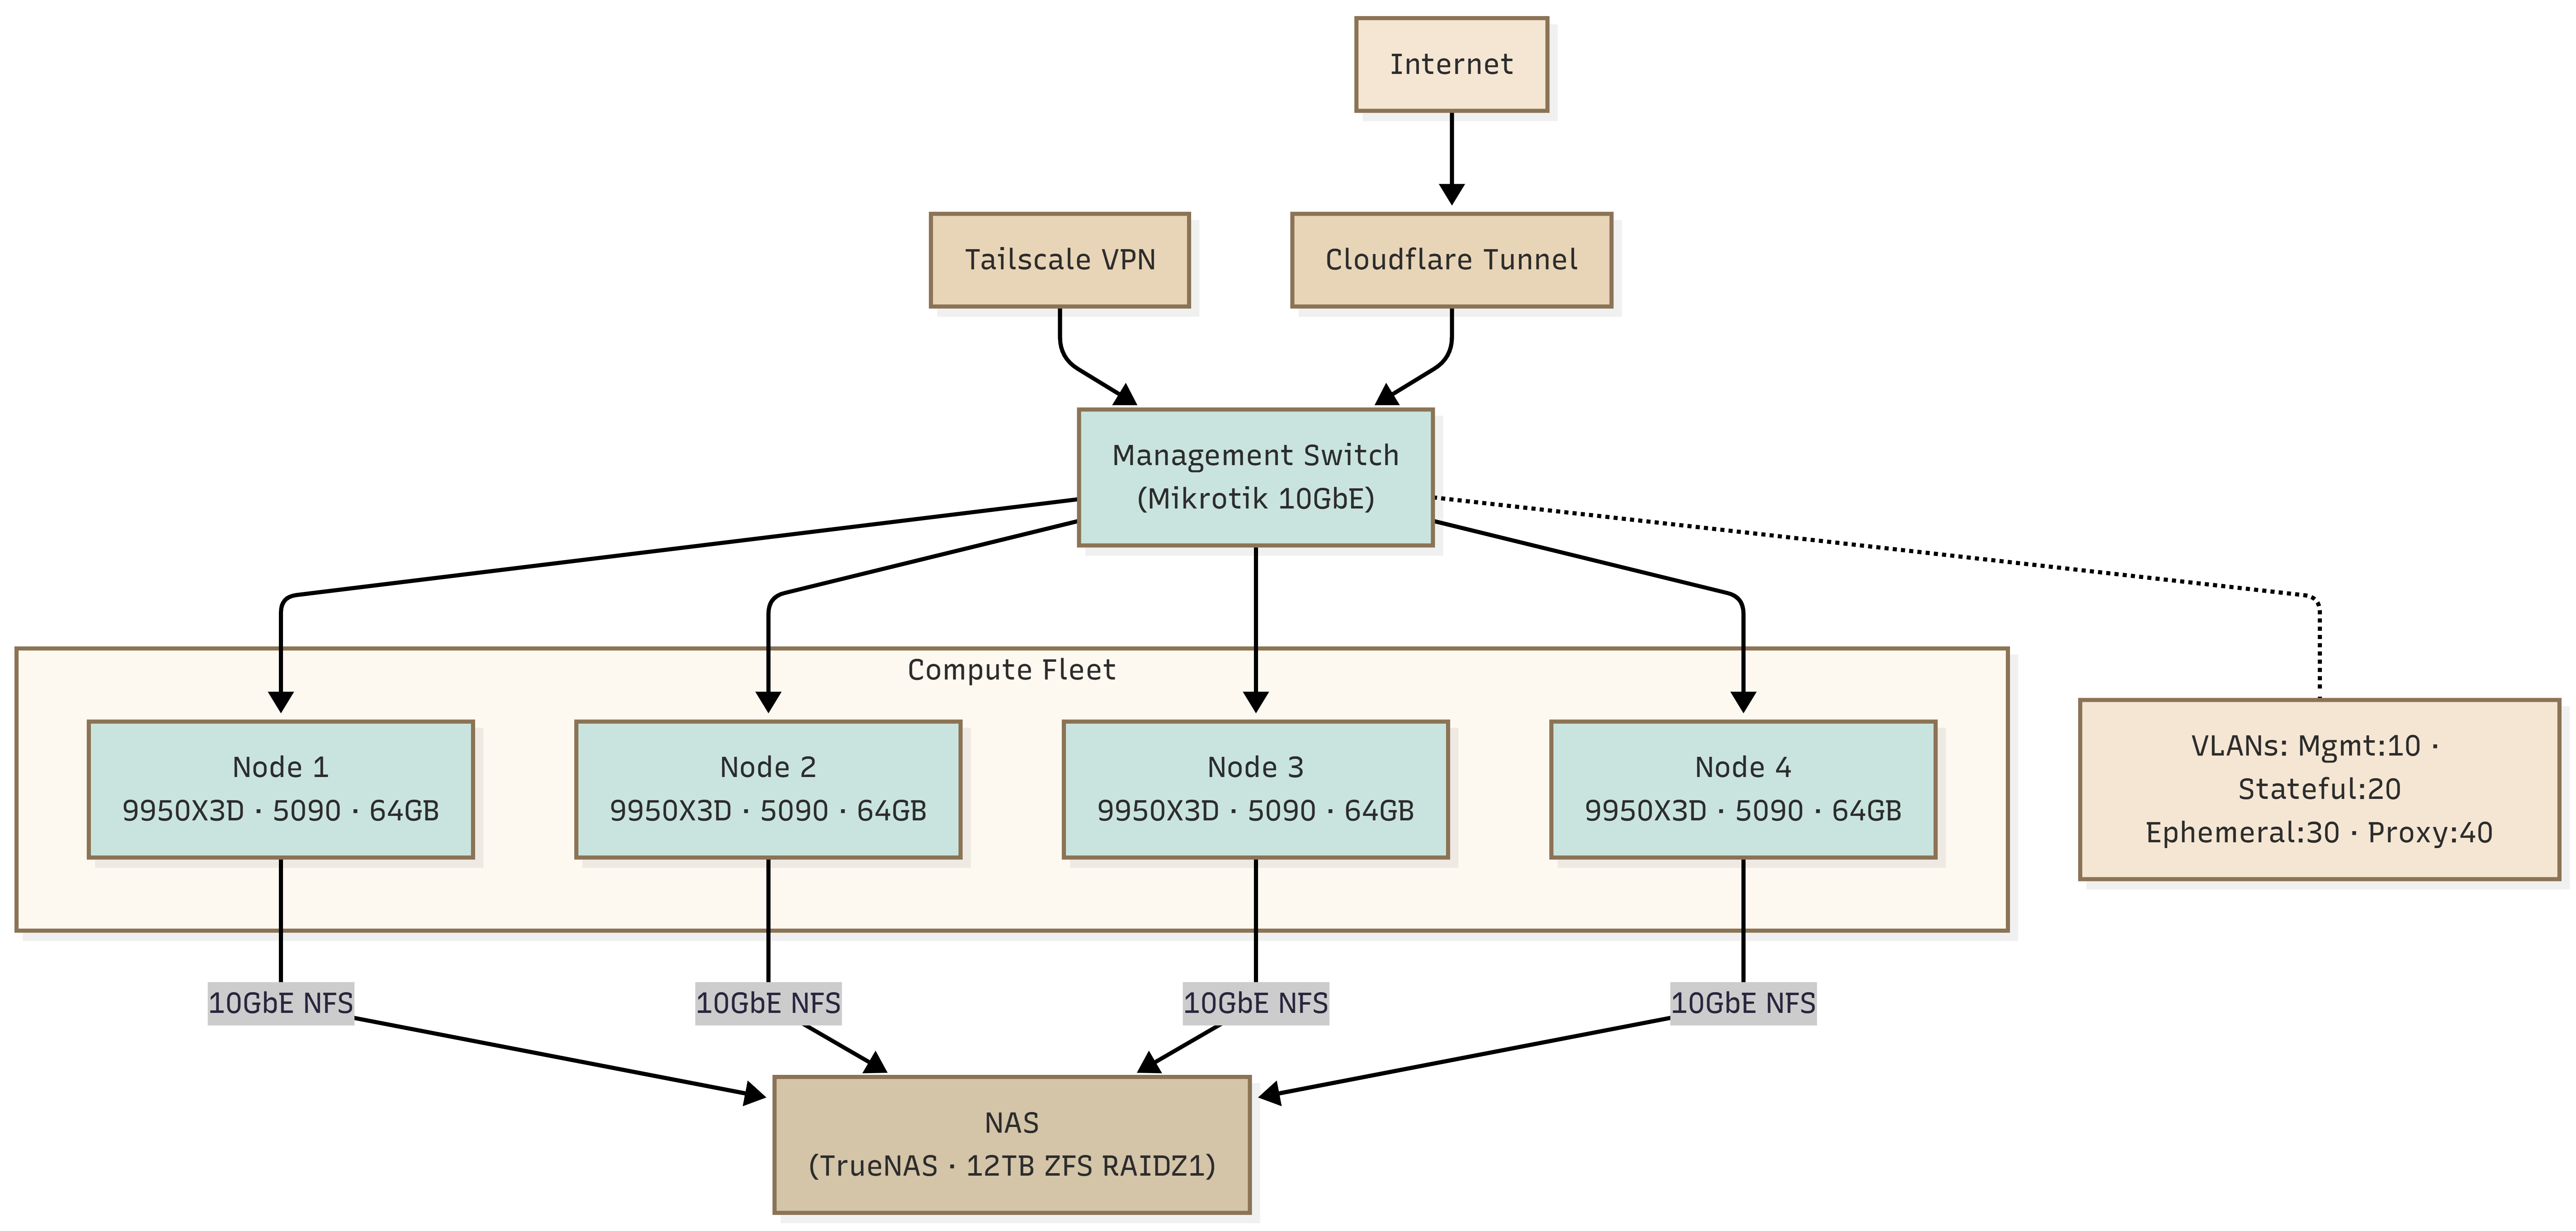 Internet
Tailscale VPN
Cloudflare Tunnel
Management Switch
(Mikrotik 10GbE)
Compute Fleet
Node 1
9950X3D · 5090 · 64GB
Node 2
9950X3D · 5090 · 64GB
Node 3
9950X3D · 5090 · 64GB
Node 4
9950X3D · 5090 · 64GB
VLANs: Mgmt:10 ·
Stateful:20
Ephemeral:30 · Proxy:40
10GbE NFS
10GbE NFS
10GbE NFS
10GbE NFS
NAS
(TrueNAS · 12TB ZFS RAIDZ1)